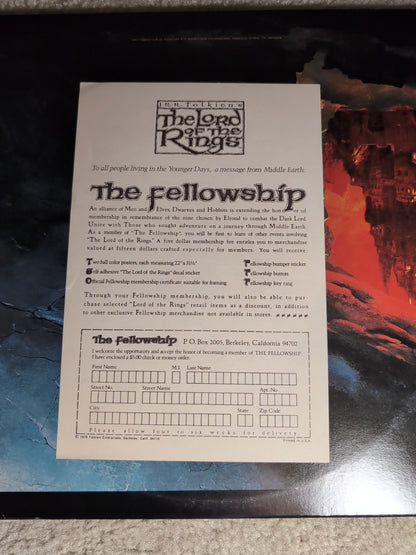 J.R.R. Tolkien's
The Lord
of the
Rings
To all people living in the Younger Days, a message from Middle Earth:
The Fellowship
An alliance of Men and Elves, Dwarves and Hobbits is extending the honor of
membership in remembrance of the nine chosen by Elrond to combat the Dark Lord.
Unite with Those who sought adventure on a journey through Middle Earth.
As a member of "The Fellowship", you will be first to learn of other events involving
"The Lord of the Rings." A five dollar membership fee entitles you to merchandise
valued at fifteen dollars crafted especially for members. You will receive:
Two full color posters, each measuring 22" x 31½" Fellowship bumper sticker
Self-adhesive "The Lord of the Rings" decal sticker Fellowship button
Official Fellowship membership certificate suitable for framing Fellowship key ring
Through your Fellowship membership, you will also be able to pur-
chase selected "Lord of the Rings" retail items at a discount, in addition
to other exclusive Fellowship merchandise not available in stores.
The Fellowship P. O. Box 2005, Berkeley, California 94702
I welcome the opportunity and accept the honor of becoming a member of THE FELLOWSHIP.
I have enclosed a $5.00 check or money order.
First Name M.I. Last Name
Street No. Street Name Apt. No.
City State Zip Code
Please allow four to six weeks for delivery.
© 1978 Tolkien Enterprises, Berkeley, Calif. 94710 Printed in U.S.A.